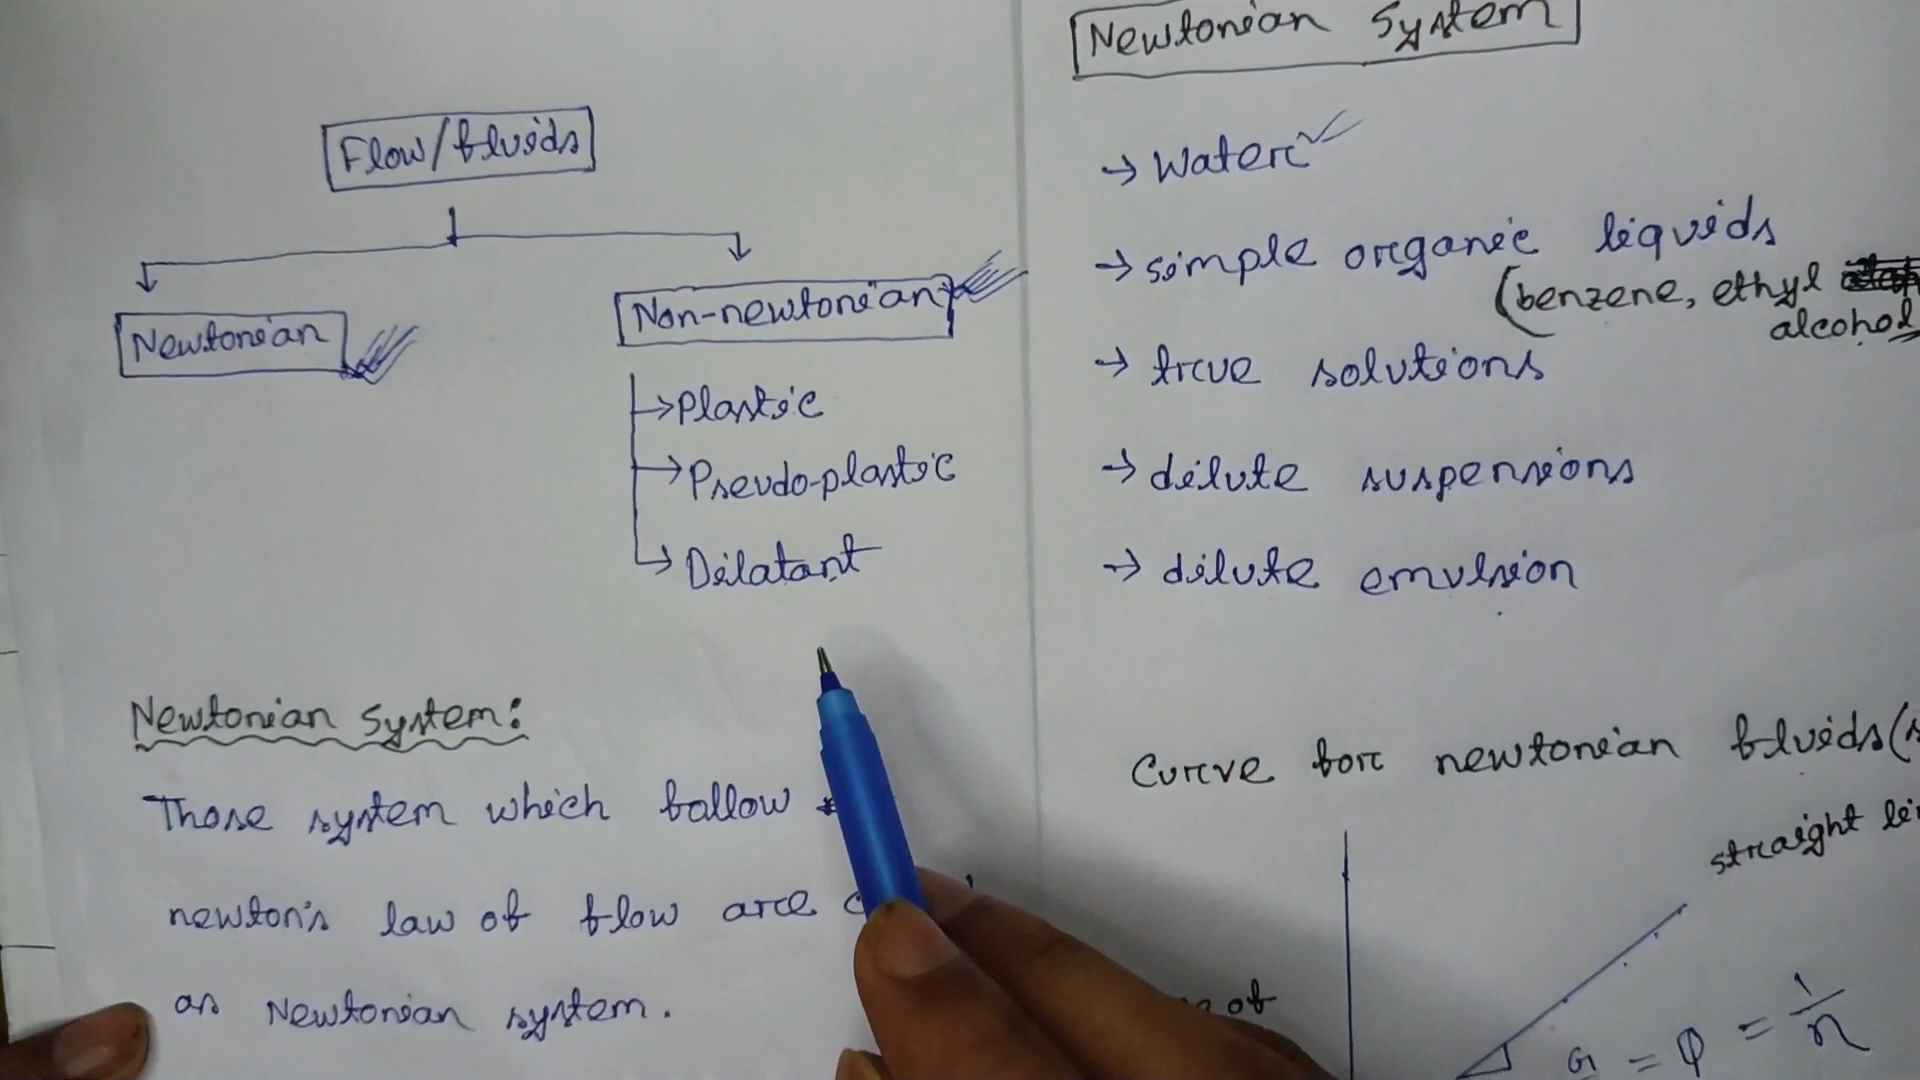 Flow/fluids
Newtonian
Non-newtonian
→Plastic
→Pseudo-plastic
→Dilatant
Newtonian system:
Those system which follow
newton's law of flow are
as Newtonian system.
Newtonian system
→ Water
→ simple organic liquids
(benzene, ethyl
alcohol
→ true solutions
→ dilute suspensions
→ dilute emulsion
Curve for newtonian fluids(
straight
of
G = φ = 1/η